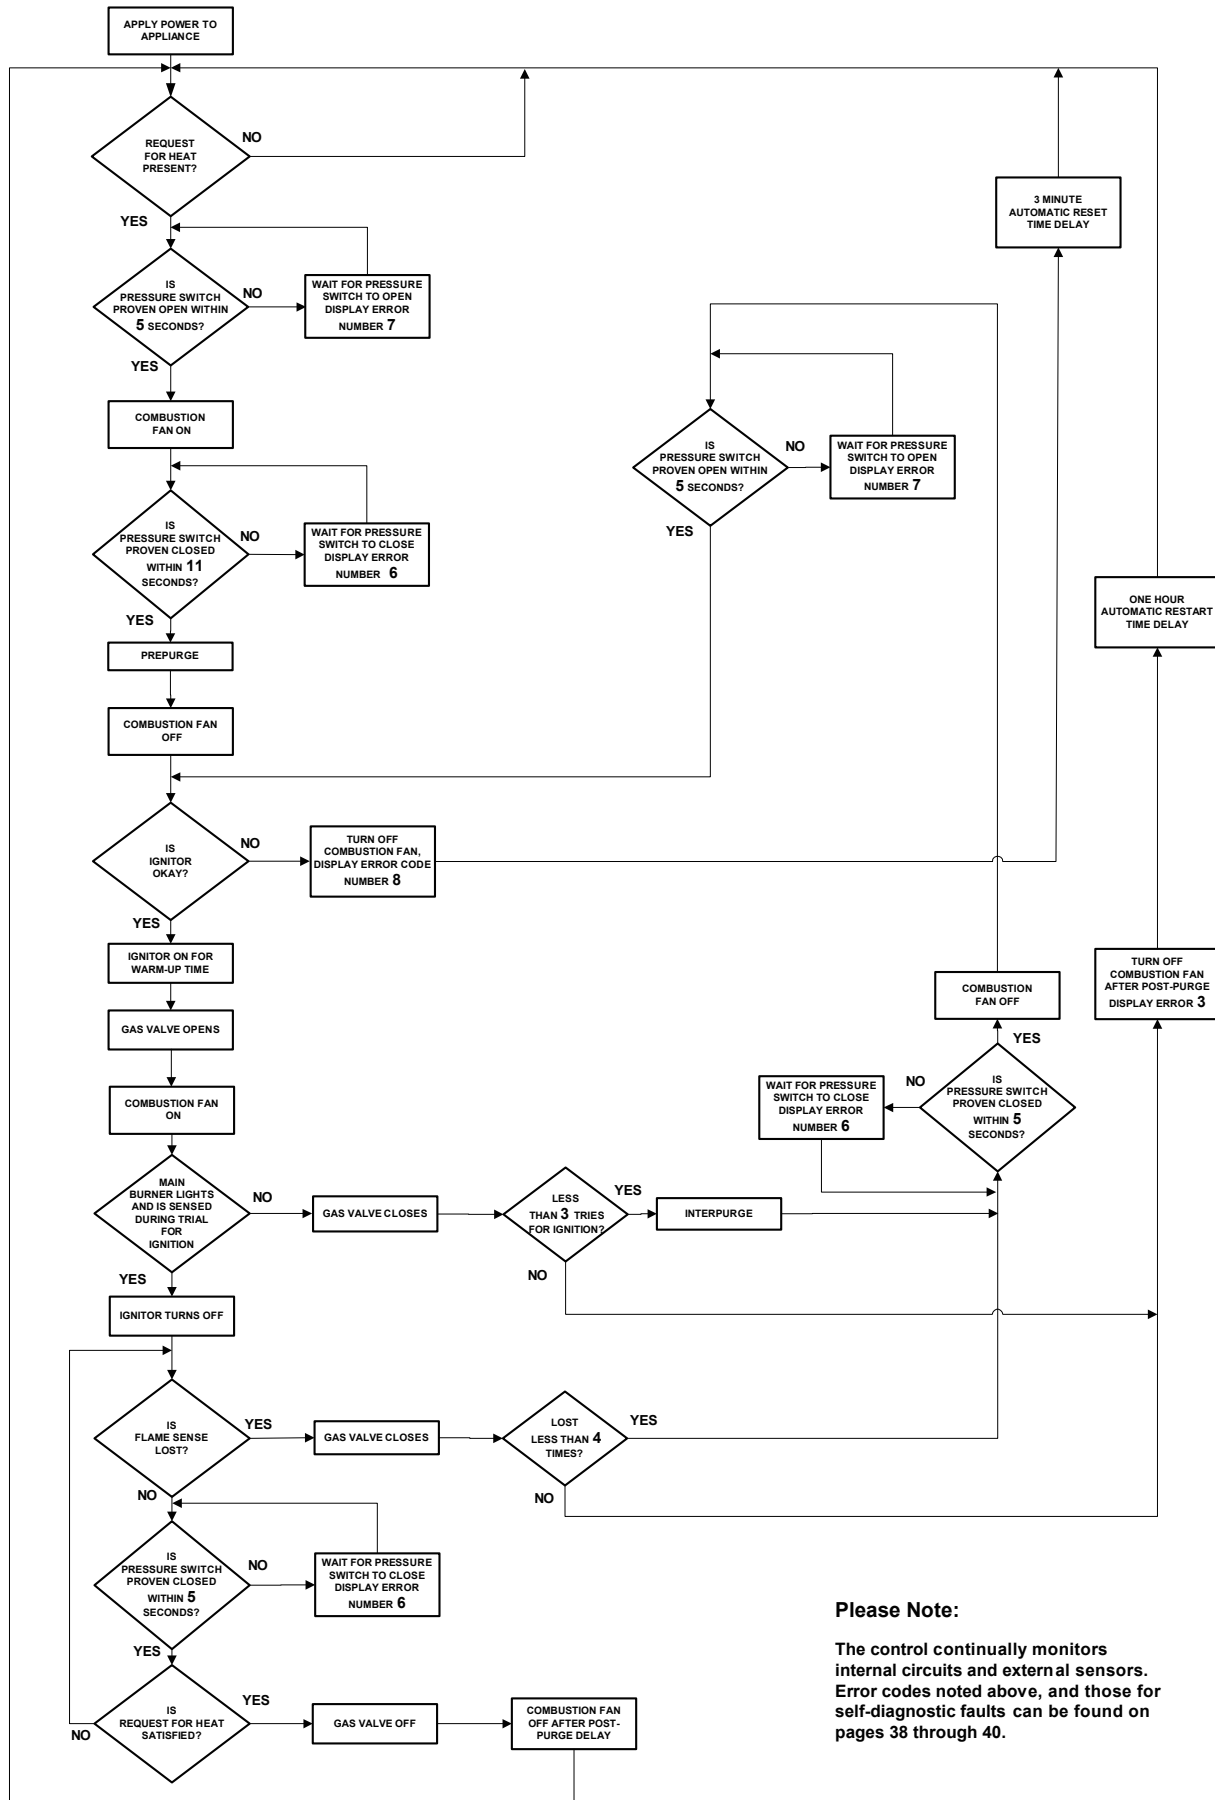 APPLY POWER TO
APPLIANCE
REQUEST
FOR HEAT
PRESENT?
NO
YES
3 MINUTE
AUTOMATIC RESET
TIME DELAY
IS
PRESSURE SWITCH
PROVEN OPEN WITHIN
5 SECONDS?
NO
WAIT FOR PRESSURE
SWITCH TO OPEN
DISPLAY ERROR
NUMBER 7
YES
COMBUSTION
FAN ON
IS
PRESSURE SWITCH
PROVEN OPEN WITHIN
5 SECONDS?
NO
WAIT FOR PRESSURE
SWITCH TO OPEN
DISPLAY ERROR
NUMBER 7
YES
IS
PRESSURE SWITCH
PROVEN CLOSED
WITHIN 11
SECONDS?
NO
WAIT FOR PRESSURE
SWITCH TO CLOSE
DISPLAY ERROR
NUMBER 6
YES
ONE HOUR
AUTOMATIC RESTART
TIME DELAY
PREPURGE
COMBUSTION FAN
OFF
IS
IGNITOR
OKAY?
NO
TURN OFF
COMBUSTION FAN,
DISPLAY ERROR CODE
NUMBER 8
YES
IGNITOR ON FOR
WARM-UP TIME
TURN OFF
COMBUSTION FAN
AFTER POST-PURGE
DISPLAY ERROR 3
COMBUSTION
FAN OFF
GAS VALVE OPENS
YES
COMBUSTION FAN
ON
WAIT FOR PRESSURE
SWITCH TO CLOSE
DISPLAY ERROR
NUMBER 6
NO
IS
PRESSURE SWITCH
PROVEN CLOSED
WITHIN 5
SECONDS?
MAIN
BURNER LIGHTS
AND IS SENSED
DURING TRIAL
FOR
IGNITION
NO
GAS VALVE CLOSES
LESS
THAN 3 TRIES
FOR IGNITION?
YES
INTERPURGE
NO
YES
IGNITOR TURNS OFF
IS
FLAME SENSE
LOST?
YES
GAS VALVE CLOSES
LOST
LESS THAN 4
TIMES?
YES
NO
NO
IS
PRESSURE SWITCH
PROVEN CLOSED
WITHIN 5
SECONDS?
NO
WAIT FOR PRESSURE
SWITCH TO CLOSE
DISPLAY ERROR
NUMBER 6
YES
IS
REQUEST FOR HEAT
SATISFIED?
NO
YES
GAS VALVE OFF
COMBUSTION FAN
OFF AFTER POST-
PURGE DELAY
Please Note:
The control continually monitors
internal circuits and external sensors.
Error codes noted above, and those for
self-diagnostic faults can be found on
pages 38 through 40.